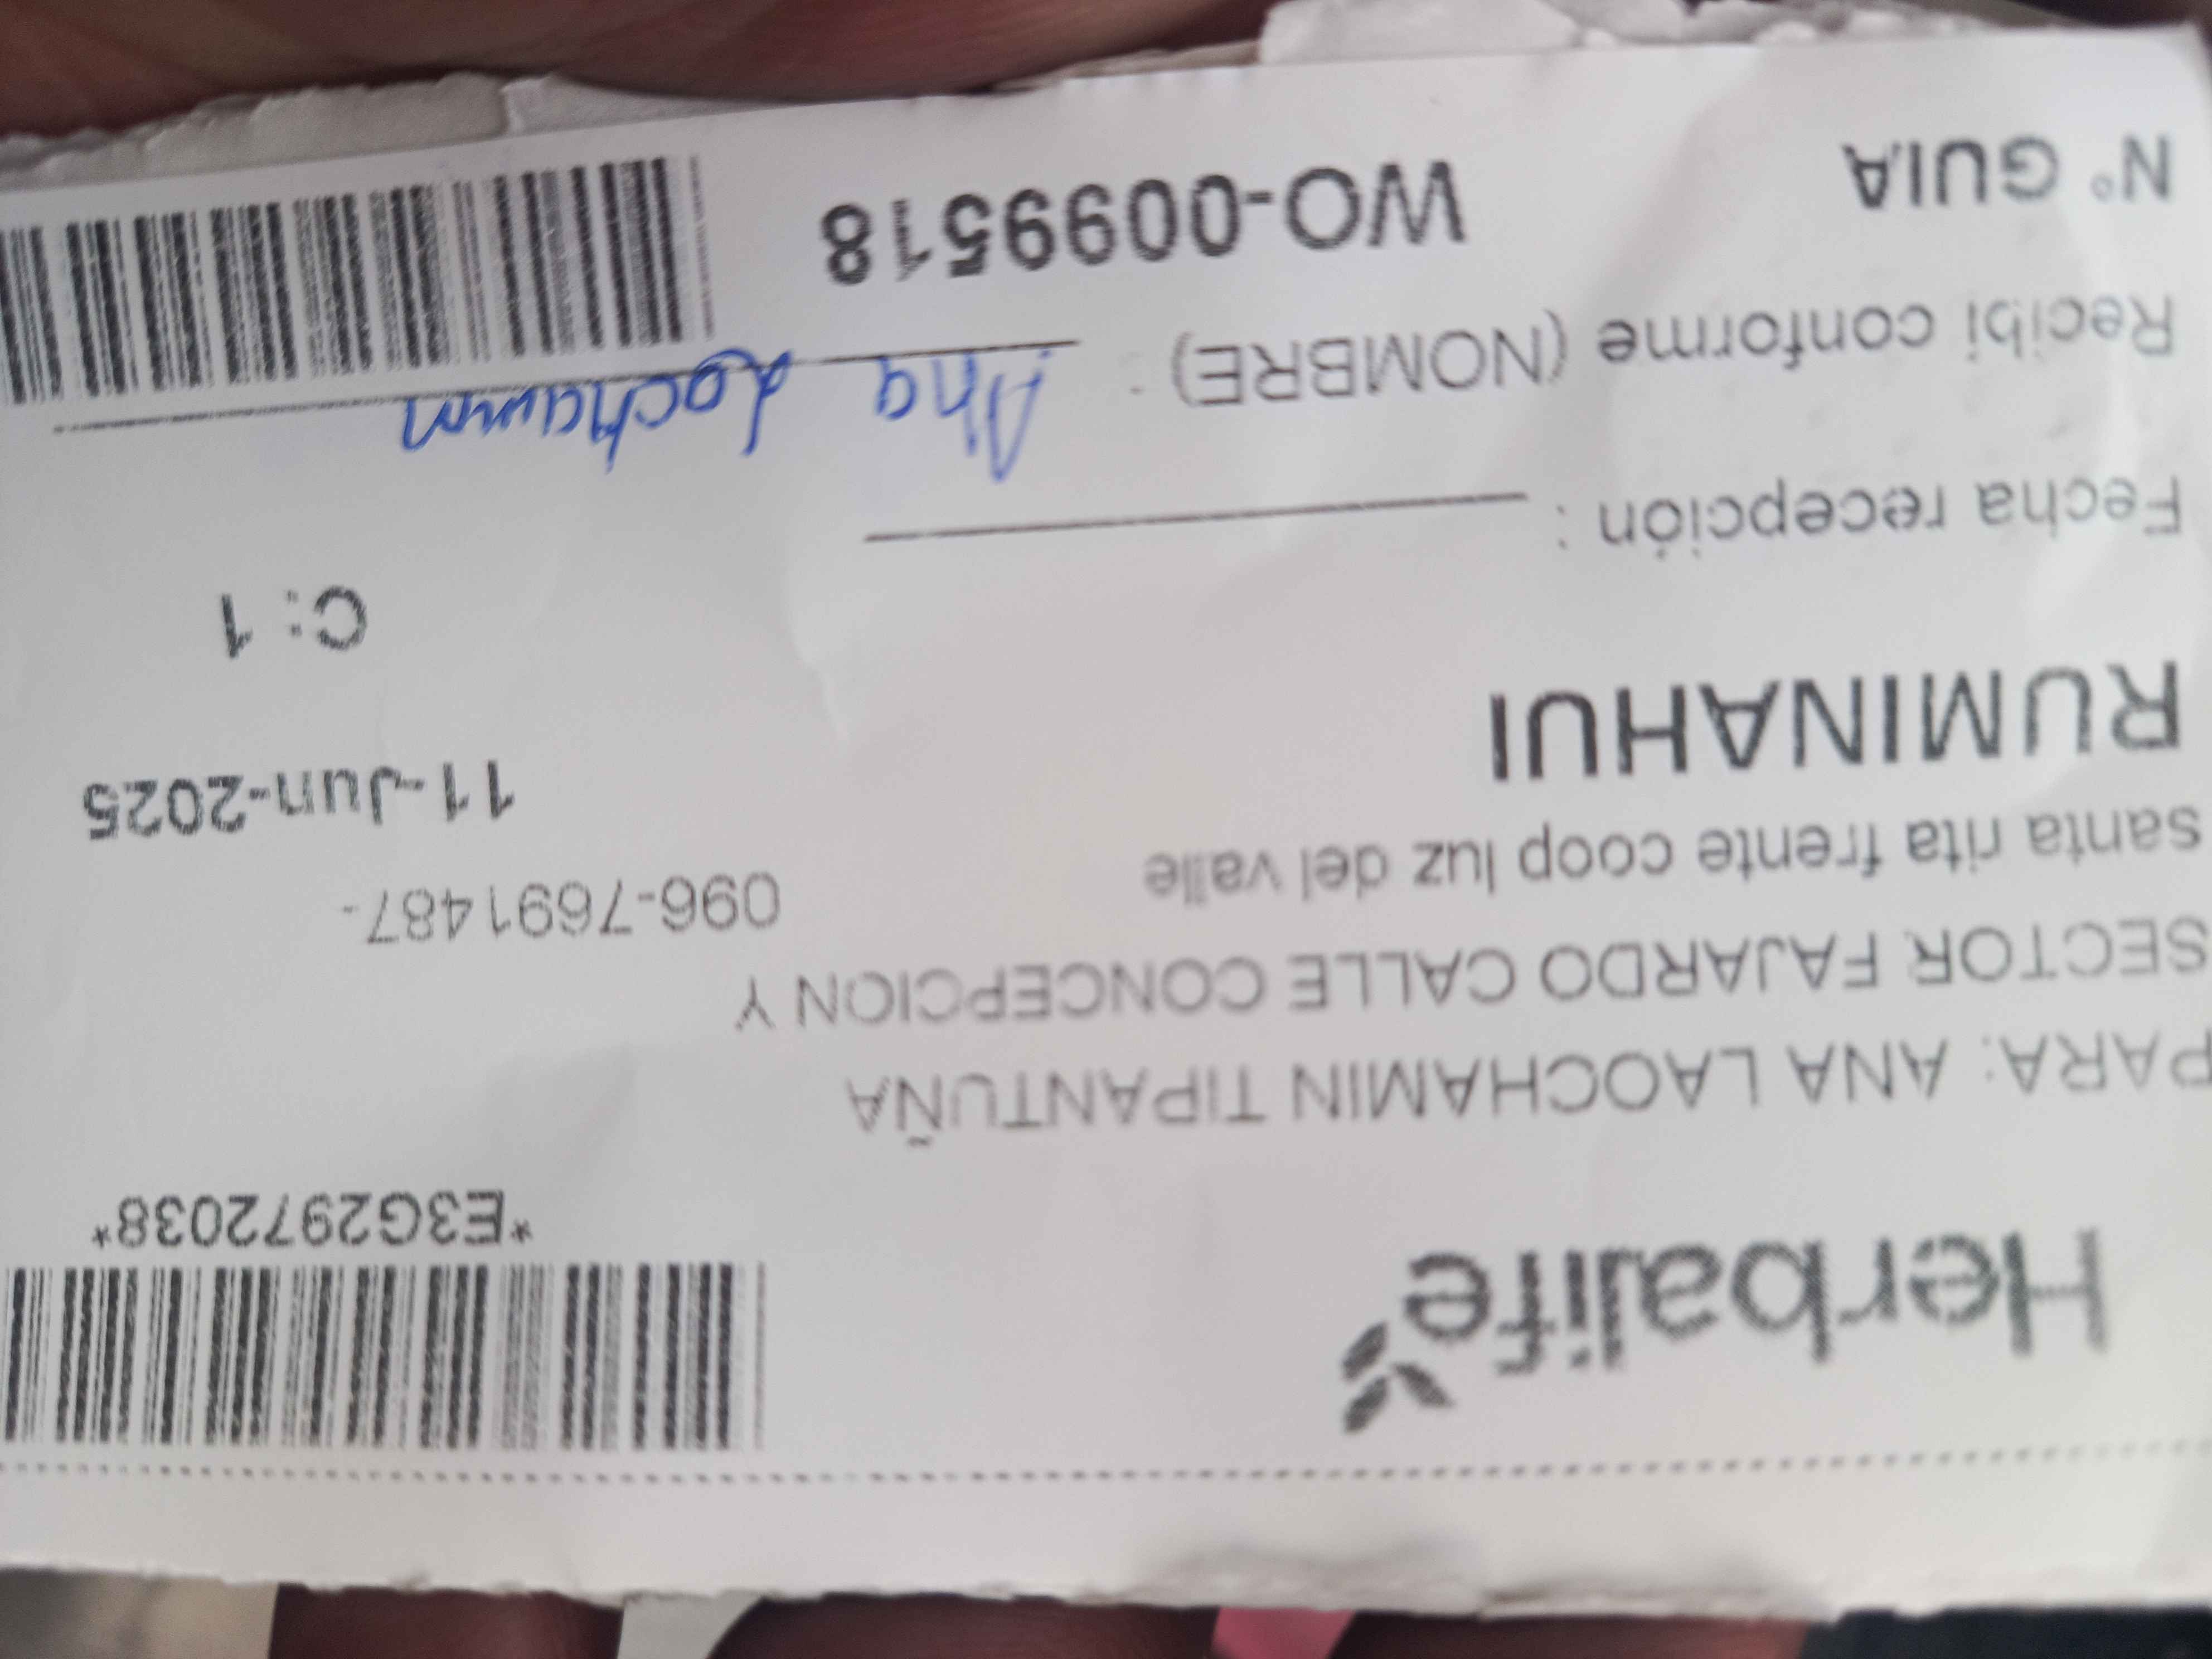 Herbalife
*E3G2972038*
PARA: ANA LAOCHAMIN TIPANTUÑA
SECTOR FAJARDO CALLE CONCEPCION Y
santa rita frente coop luz del valle
096-7691487-
RUMINAHUI
11-Jun-2025
C: 1
Fecha recepción :
Recibi conforme (NOMBRE) : Ana
N° GUIA WO-0099518